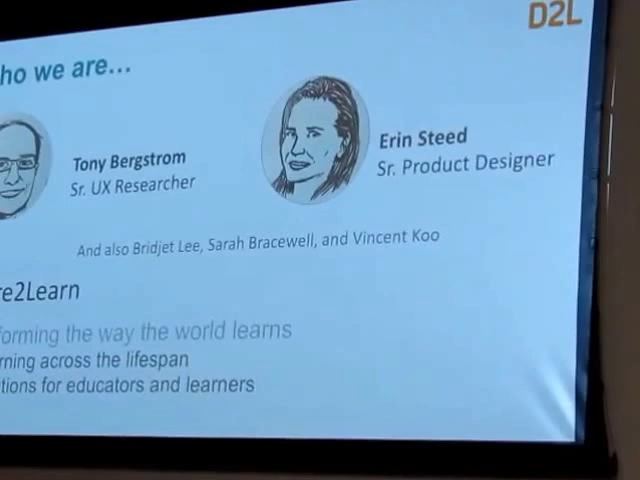 D2L
ho we are...
Tony Bergstrom
Sr. UX Researcher
Erin Steed
Sr. Product Designer
And also Bridjet Lee, Sarah Bracewell, and Vincent Koo
re2Learn
forming the way the world learns
rning across the lifespan
tions for educators and learners